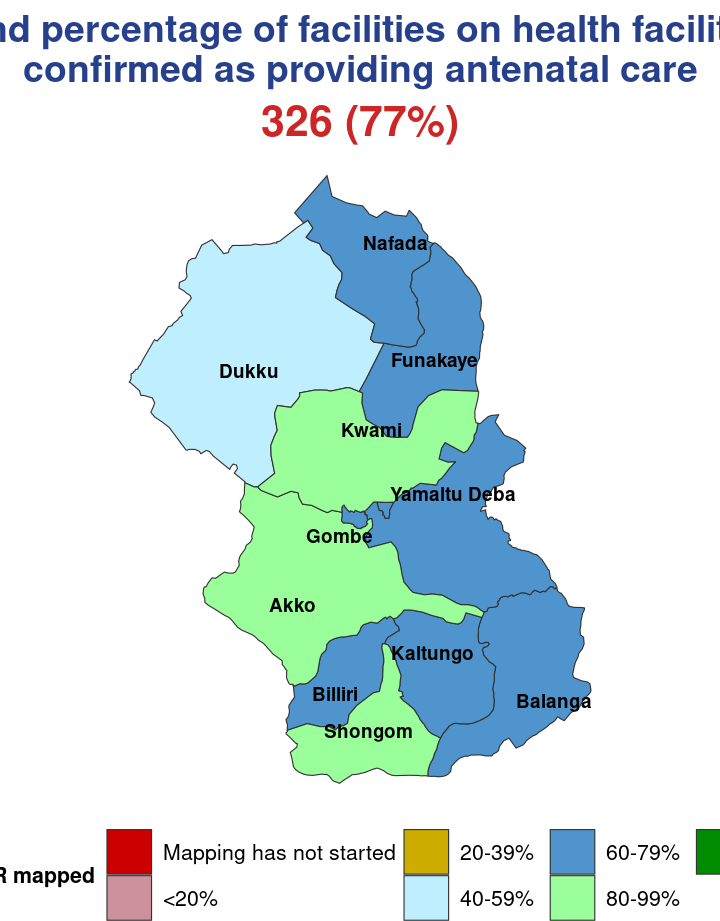 percentage of facilities on health
confirmed as providing antenatal care
326 (77%)
Nafada
Dukku
Funakaye
Kwami
Yamaltu Deba
Gombe
Akko
Kaltungo
Billiri
Balanga
Shongom
mapped
Mapping has not started
<20%
20-39%
40-59%
60-79%
80-99%